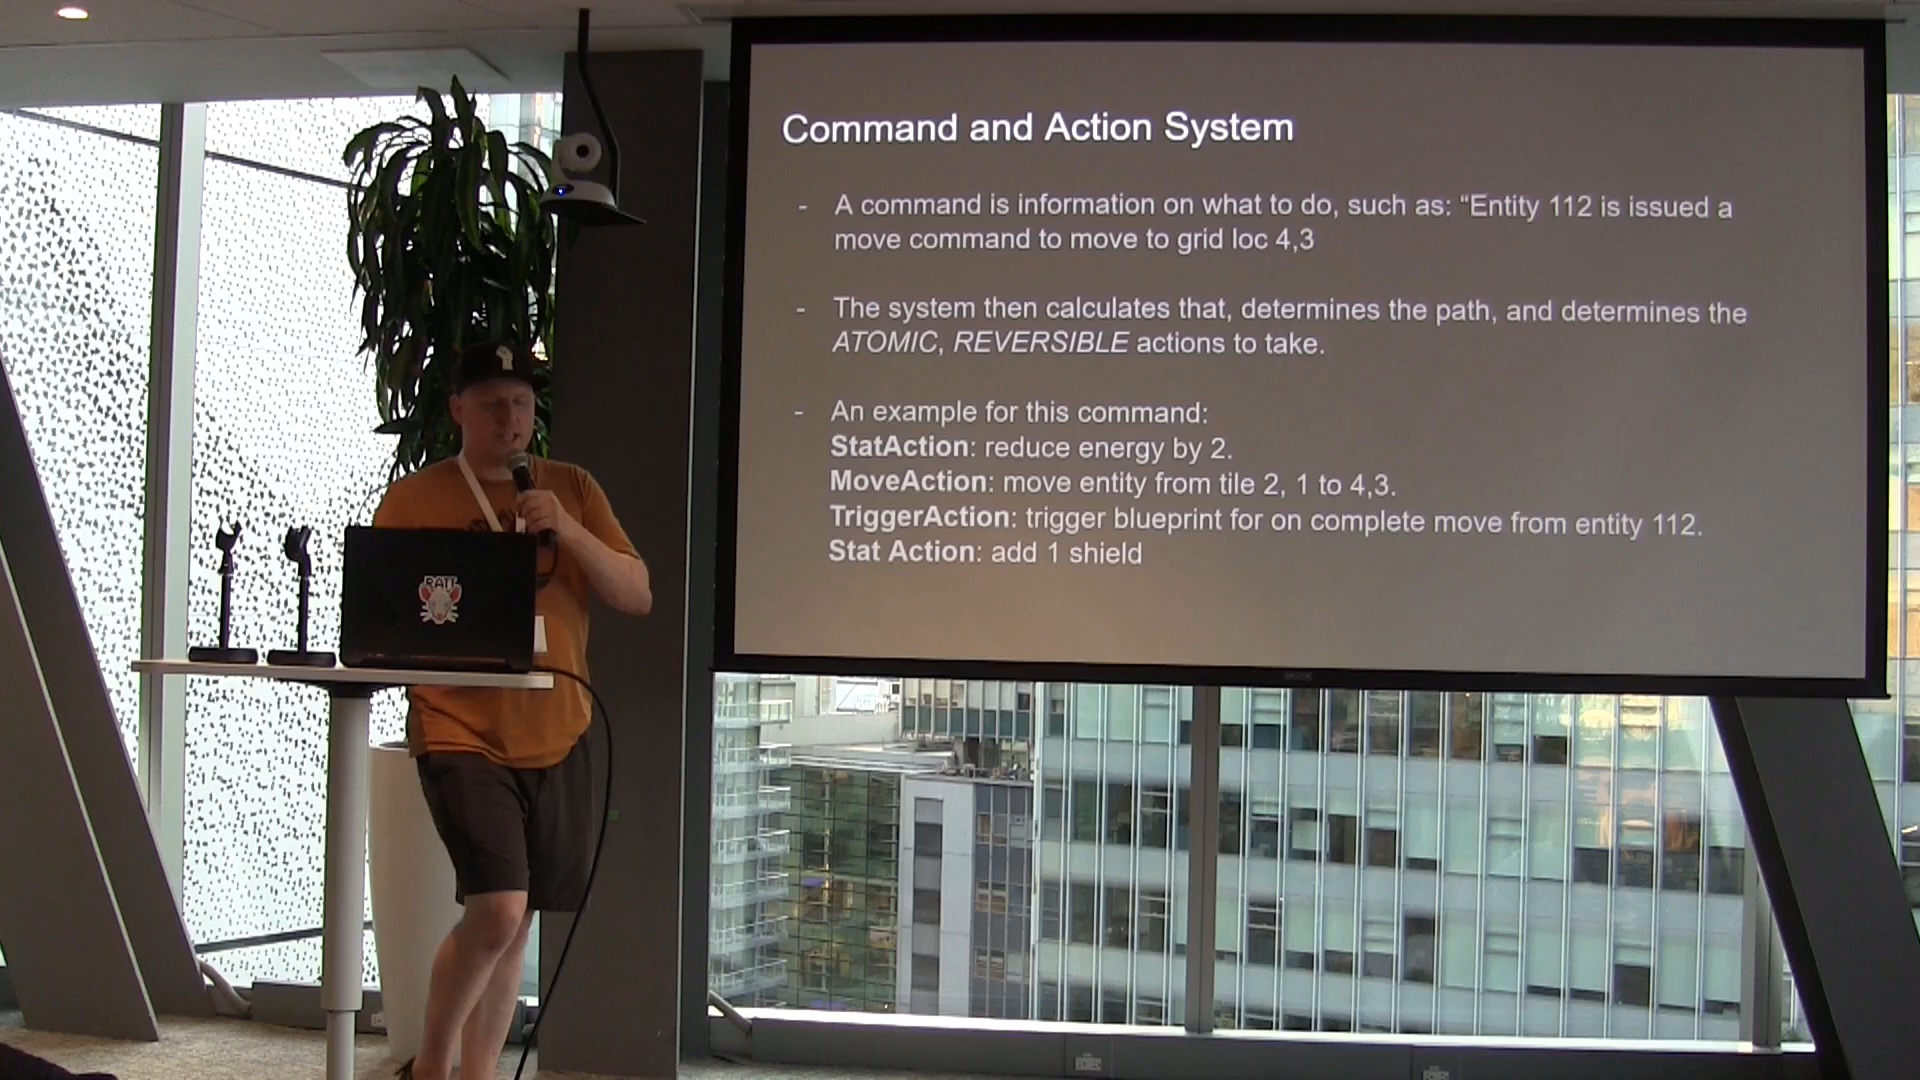 Command and Action System
- A command is information on what to do, such as: “Entity 112 is issued a
move command to move to grid loc 4,3
- The system then calculates that, determines the path, and determines the
ATOMIC, REVERSIBLE actions to take.
- An example for this command:
StatAction: reduce energy by 2.
MoveAction: move entity from tile 2, 1 to 4,3.
TriggerAction: trigger blueprint for on complete move from entity 112.
Stat Action: add 1 shield
RATT